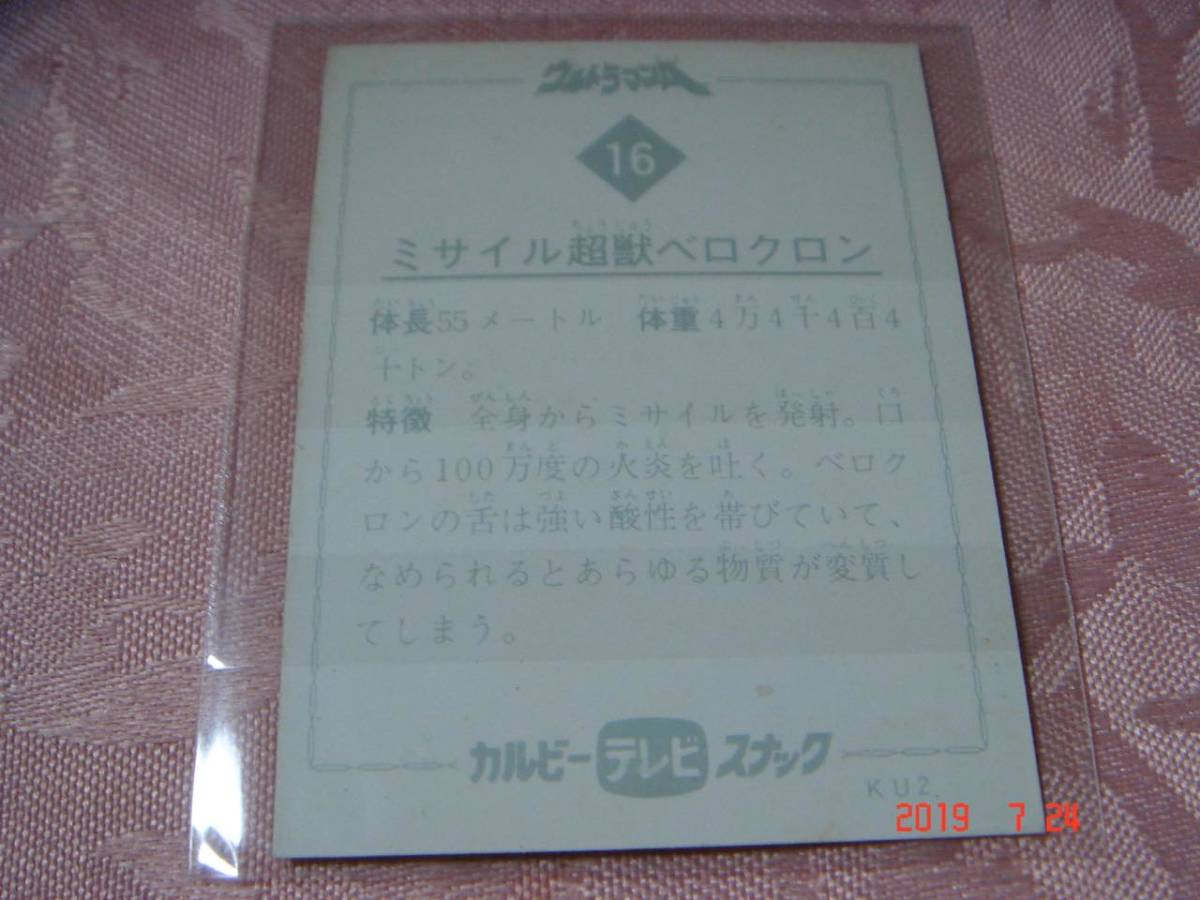 ウルトラマンA
16
ミサイル超獣ベロクロン
体長55メートル 体重4万4千4百4
十トン。
特徴 全身からミサイルを発射。口
から100万度の火炎を吐く。ベロク
ロンの舌は強い酸性を帯びていて、
なめられるとあらゆる物質が変質し
てしまう。
カルビーテレビスナック
KU2.
2019 7 24